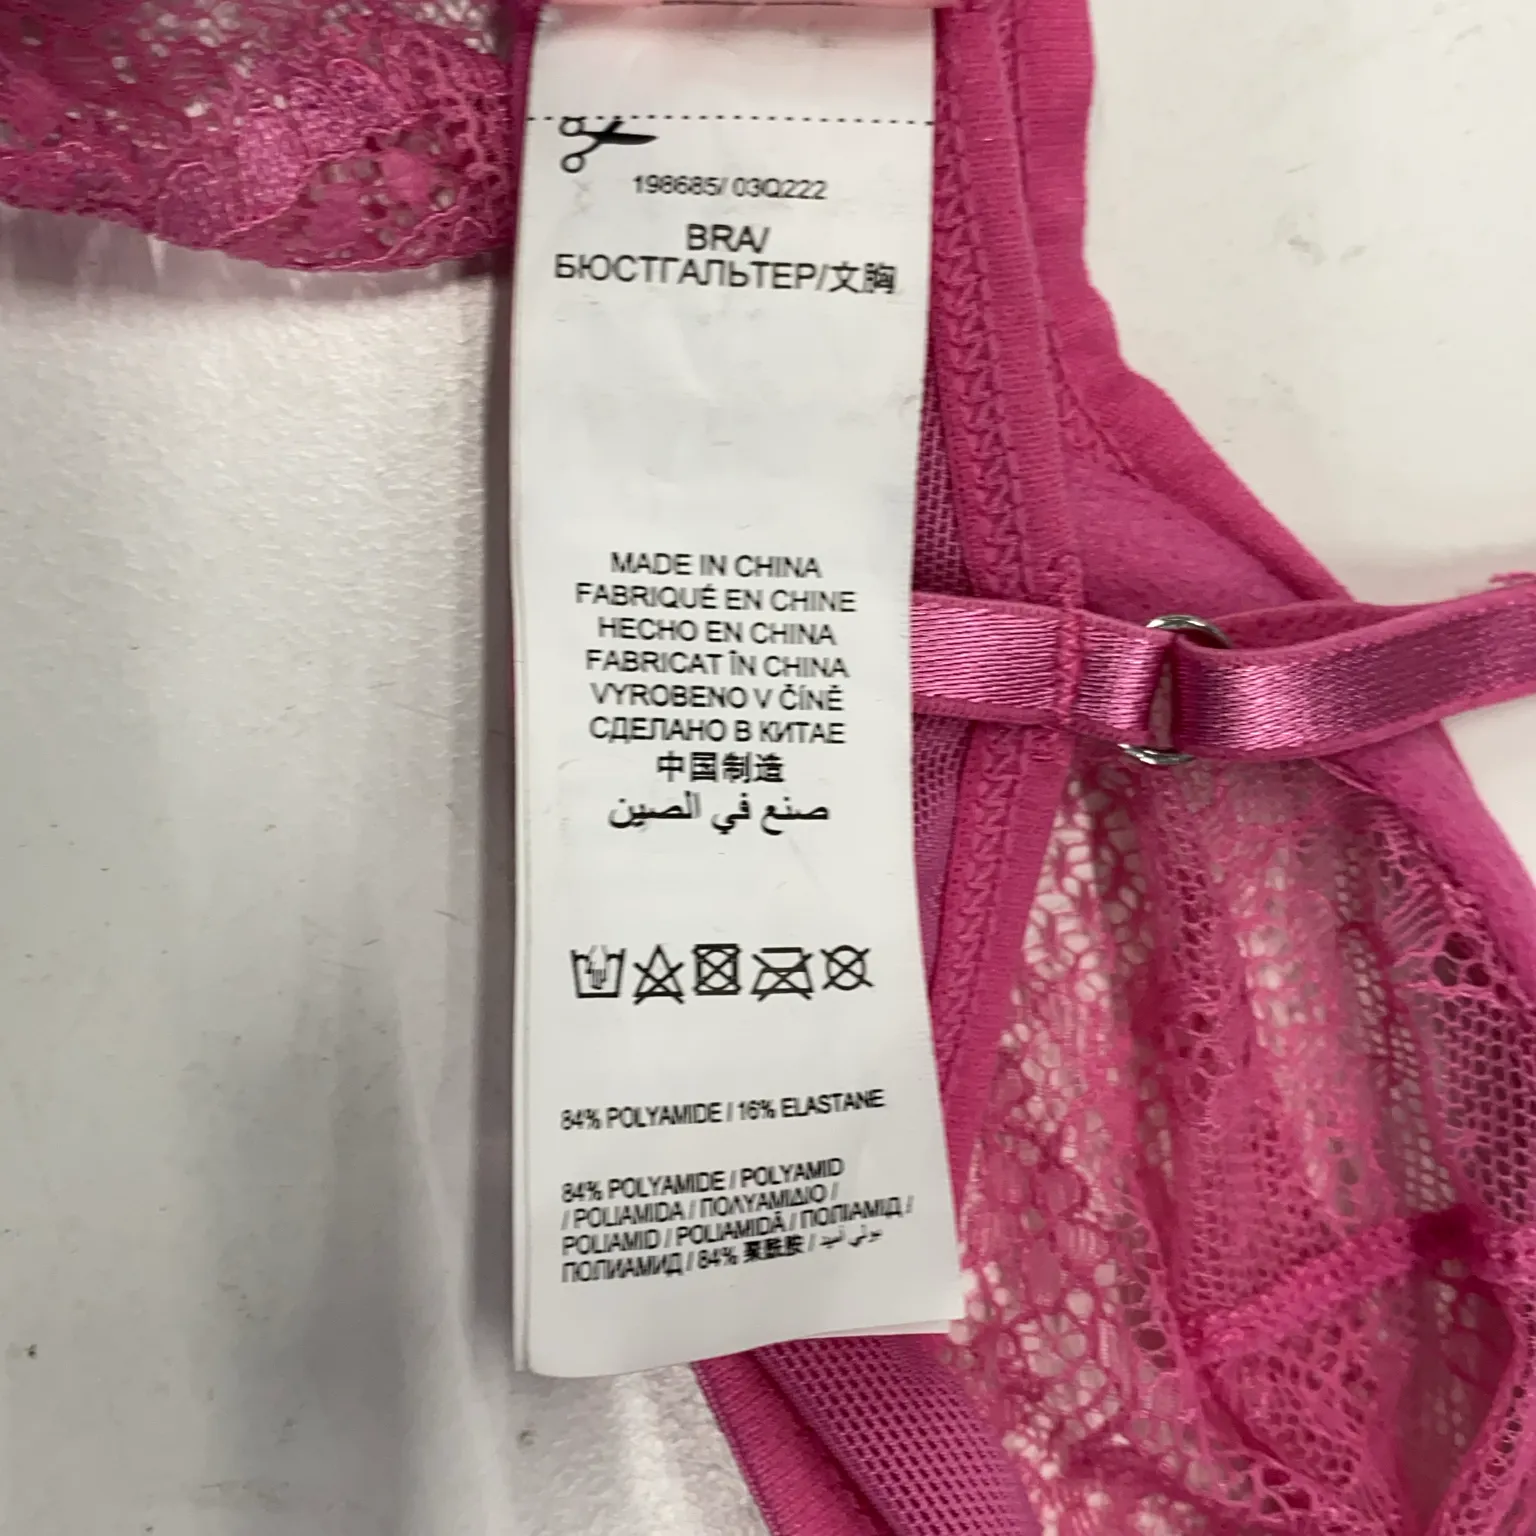 198685/ 03Q222
BRA/
БЮСТГАЛЬТЕР/文胸
MADE IN CHINA
FABRIQUÉ EN CHINE
HECHO EN CHINA
FABRICAT ÎN CHINA
VYROBENO V ČÍNĚ
СДЕЛАНО В КИТАЕ
中国制造
صنع في الصين
84% POLYAMIDE / 16% ELASTANE
84% POLYAMIDE / POLYAMID
/ POLIAMIDA / ΠΟΛΥΑΜΙΔΙΟ /
POLIAMID / POLIAMIDĂ / ПОЛІАМІД /
ПОЛИАМИД / 84% 聚酰胺 / بولي أميد